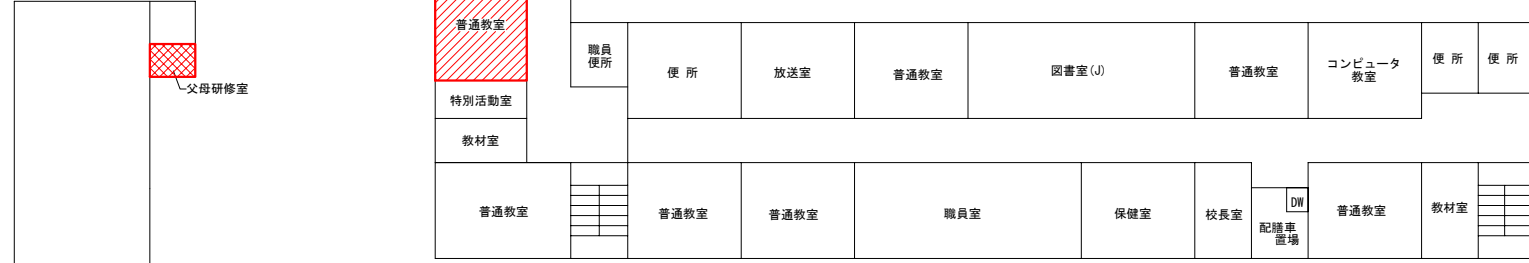 普通教室
職員
便所
便 所
放送室
普通教室
図書室(J)
普通教室
コンピュータ
教室
便 所
便 所
父母研修室
特別活動室
教材室
普通教室
普通教室
普通教室
職員室
保健室
校長室
DW
配膳車
置場
普通教室
教材室